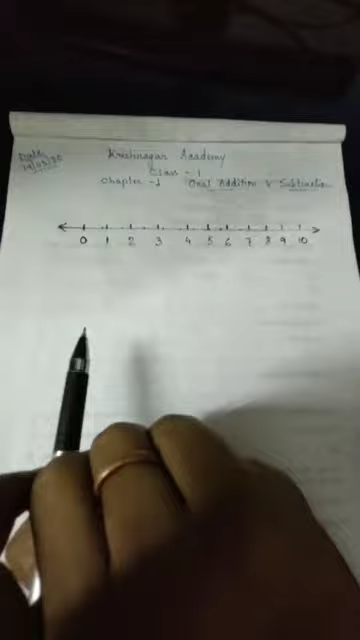 Date
Krishnagar Academy
Class - 1
Chapter - 1 Oral Addition & Subtraction
0 1 2 3 4 5 6 7 8 9 10